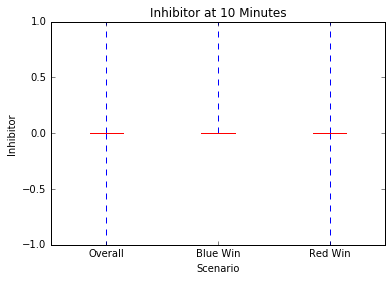 Inhibitor at 10 Minutes
1.0
0.5
0.0
−0.5
−1.0
Inhibitor
Overall Blue Win Red Win
Scenario